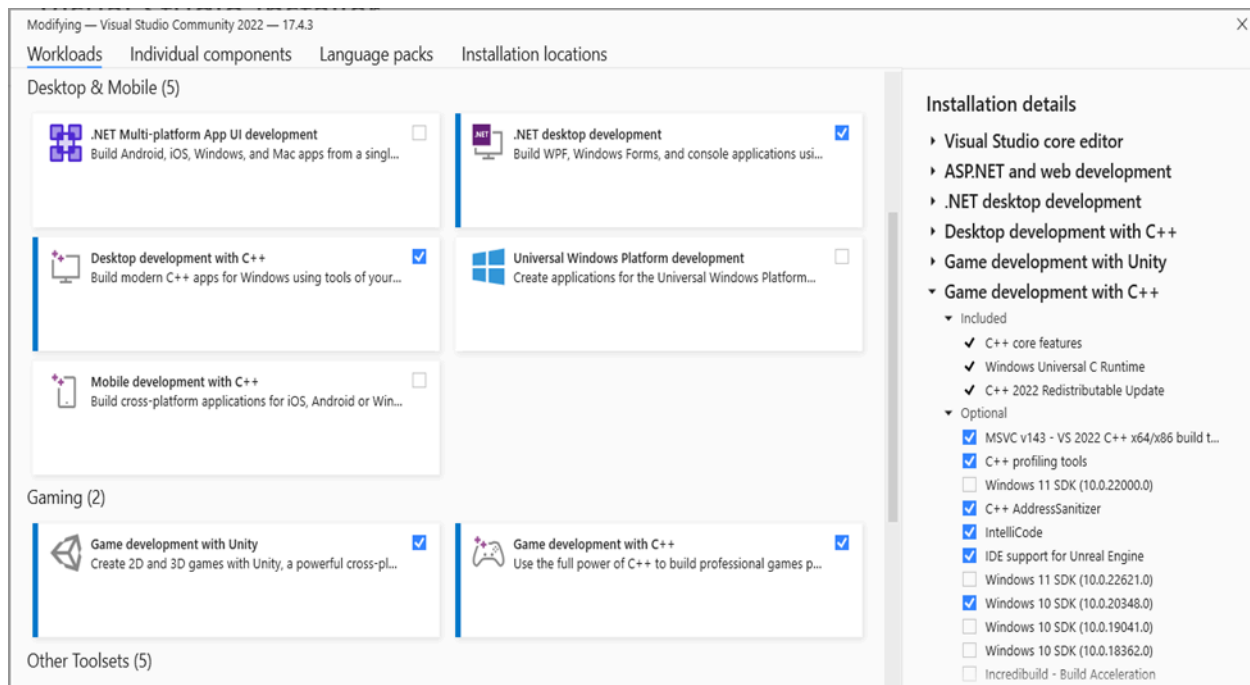 Modifying — Visual Studio Community 2022 — 17.4.3
Workloads Individual components Language packs Installation locations
Desktop & Mobile (5)
.NET Multi-platform App UI development
Build Android, iOS, Windows, and Mac apps from a singl...
.NET desktop development
Build WPF, Windows Forms, and console applications usi...
Desktop development with C++
Build modern C++ apps for Windows using tools of your...
Universal Windows Platform development
Create applications for the Universal Windows Platform...
Mobile development with C++
Build cross-platform applications for iOS, Android or Win...
Gaming (2)
Game development with Unity
Create 2D and 3D games with Unity, a powerful cross-pl...
Game development with C++
Use the full power of C++ to build professional games p...
Other Toolsets (5)
Installation details
Visual Studio core editor
ASP.NET and web development
.NET desktop development
Desktop development with C++
Game development with Unity
Game development with C++
Included
C++ core features
Windows Universal C Runtime
C++ 2022 Redistributable Update
Optional
MSVC v143 - VS 2022 C++ x64/x86 build t...
C++ profiling tools
Windows 11 SDK (10.0.22000.0)
C++ AddressSanitizer
IntelliCode
IDE support for Unreal Engine
Windows 11 SDK (10.0.22621.0)
Windows 10 SDK (10.0.20348.0)
Windows 10 SDK (10.0.19041.0)
Windows 10 SDK (10.0.18362.0)
Incredibuild - Build Acceleration